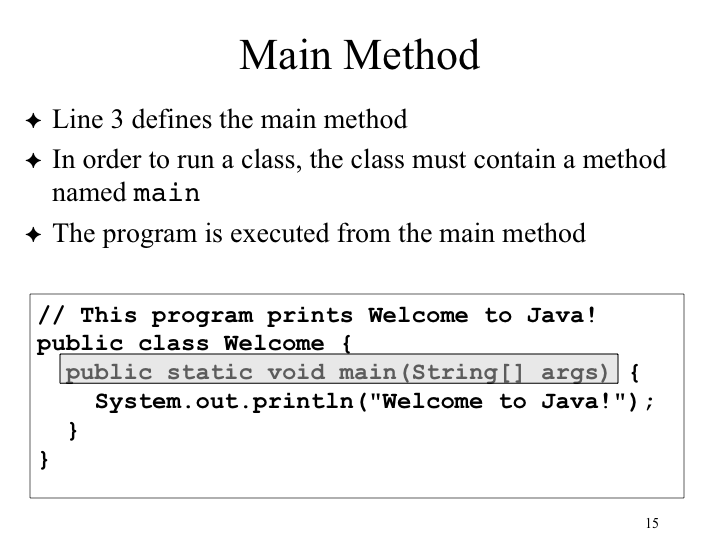 Main Method
✦ Line 3 defines the main method
✦ In order to run a class, the class must contain a method
named main
✦ The program is executed from the main method
// This program prints Welcome to Java!
public class Welcome {
  public static void main(String[] args) {
    System.out.println("Welcome to Java!");
  }
}
15